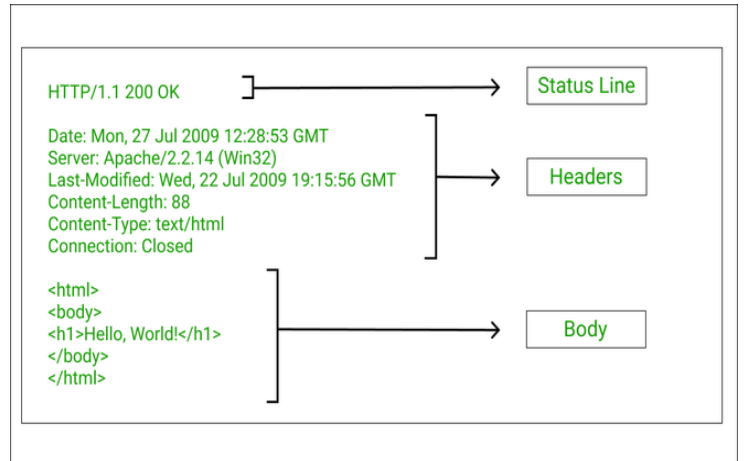 HTTP/1.1 200 OK
Status Line
Date: Mon, 27 Jul 2009 12:28:53 GMT
Server: Apache/2.2.14 (Win32)
Last-Modified: Wed, 22 Jul 2009 19:15:56 GMT
Content-Length: 88
Content-Type: text/html
Connection: Closed
Headers
<html>
<body>
<h1>Hello, World!</h1>
</body>
</html>
Body